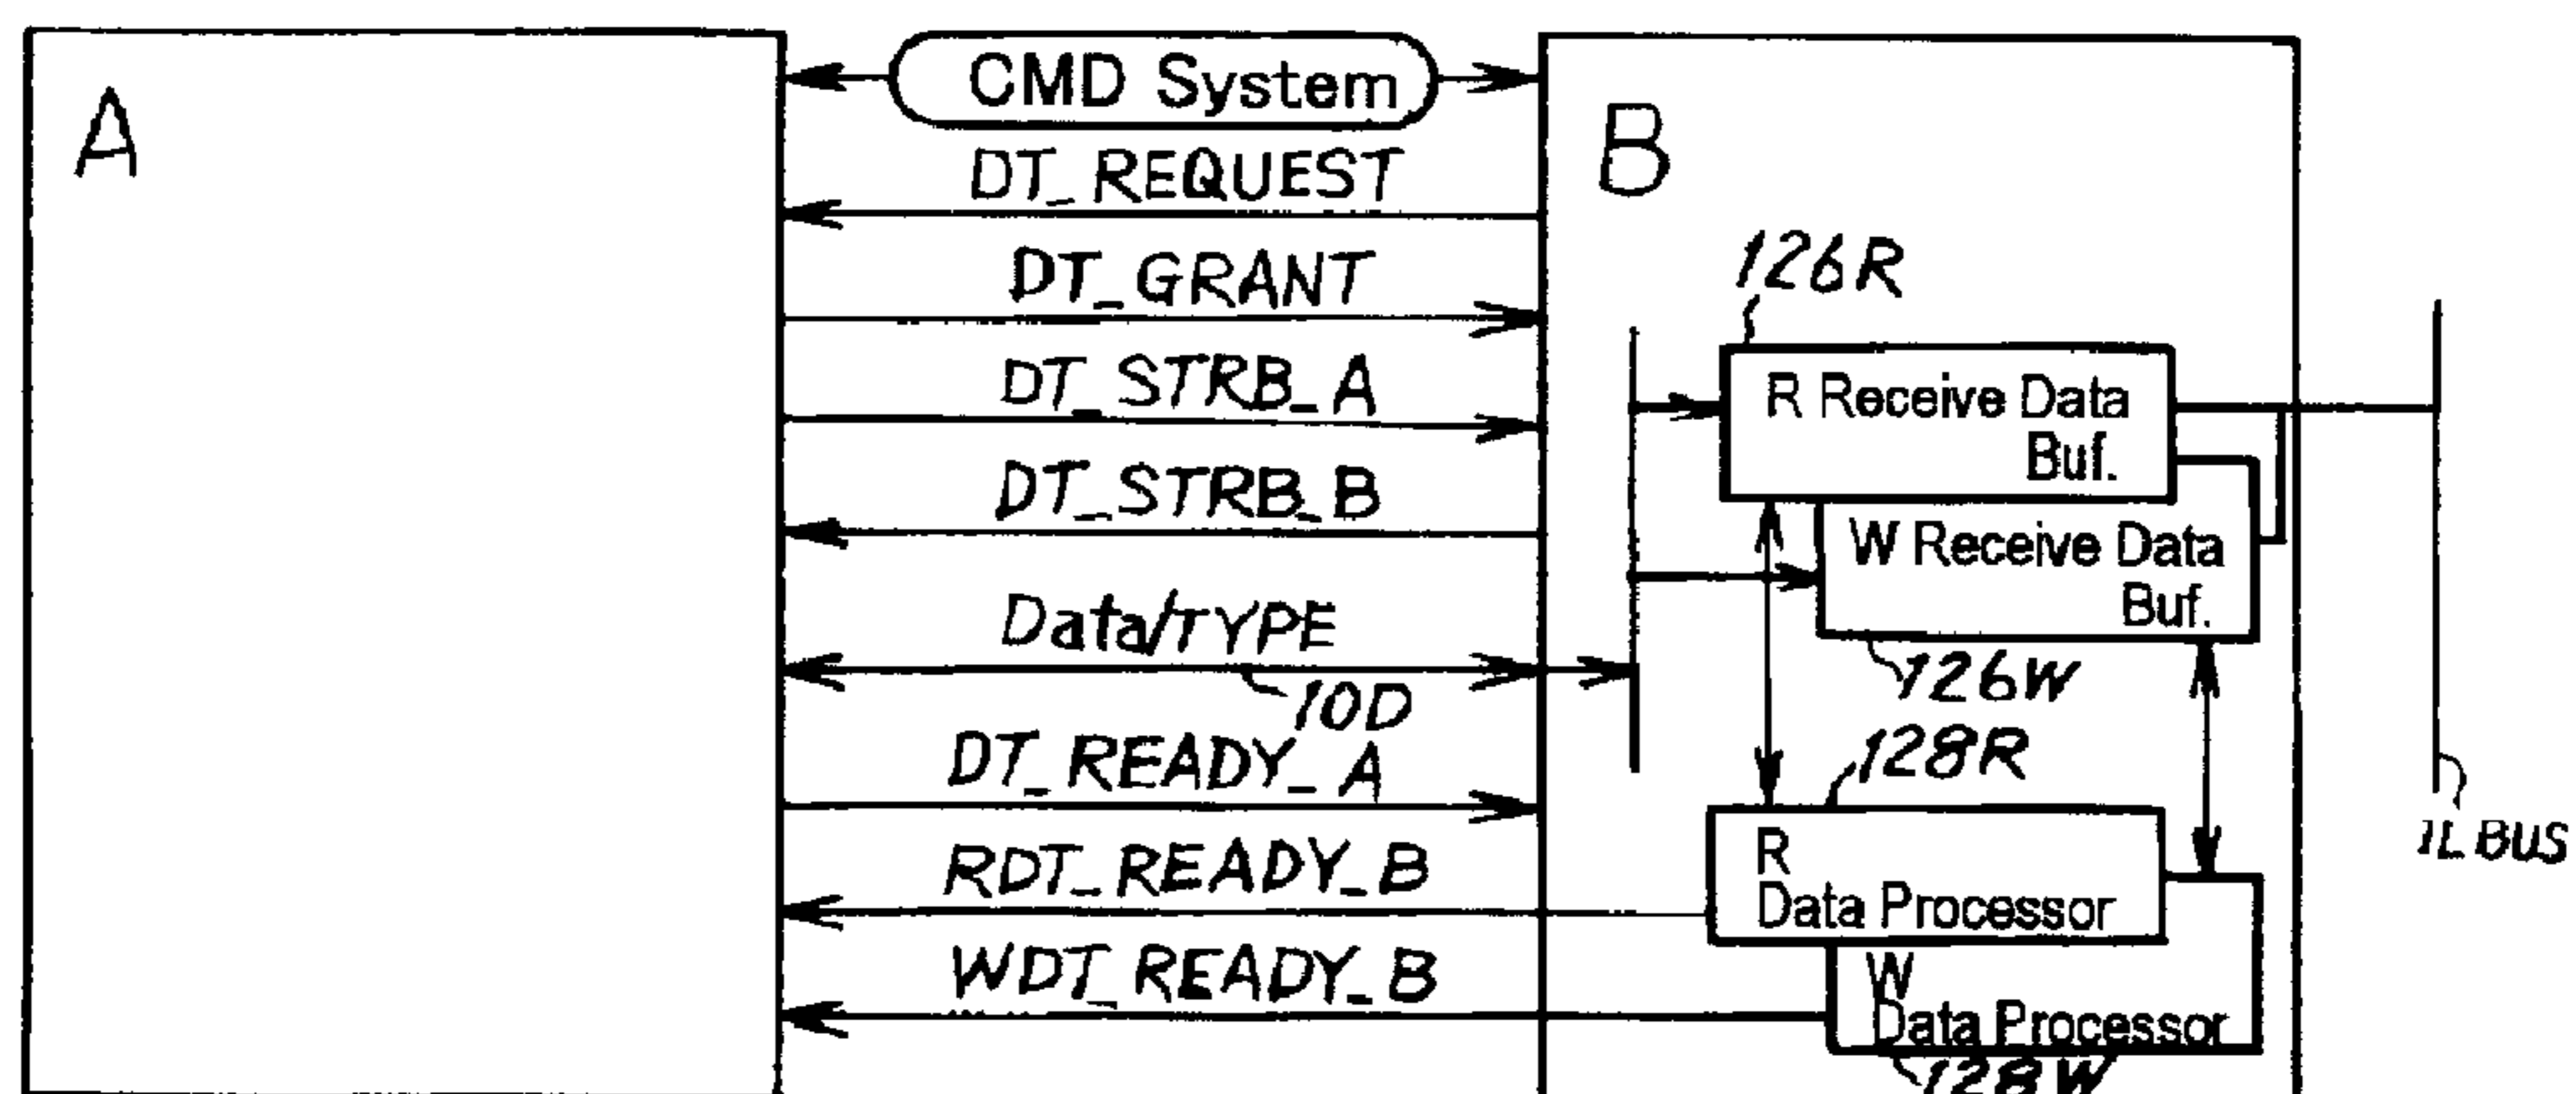 A
CMD System
B
DT_REQUEST
DT_GRANT
DT_STRB_A
DT_STRB_B
Data/TYPE
10D
DT_READY_A
RDT_READY_B
WDT_READY_B
126R
R Receive Data
Buf.
W Receive Data
Buf.
126W
128R
R
Data Processor
W
Data Processor
128W
IL BUS